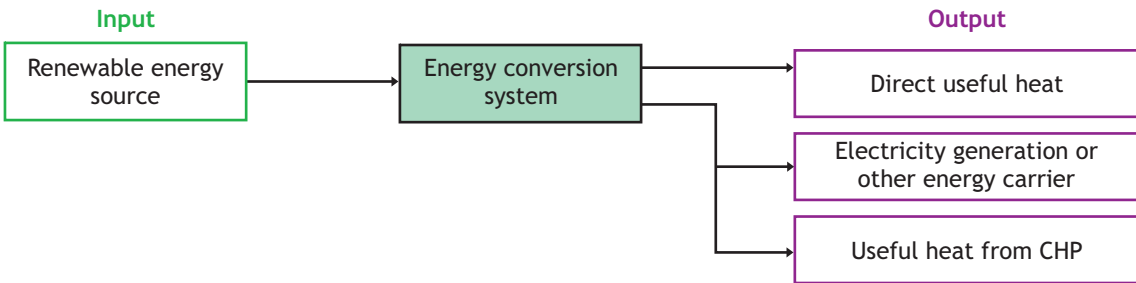 Input
Output
Renewable energy
source
Energy conversion
system
Direct useful heat
Electricity generation or
other energy carrier
Useful heat from CHP